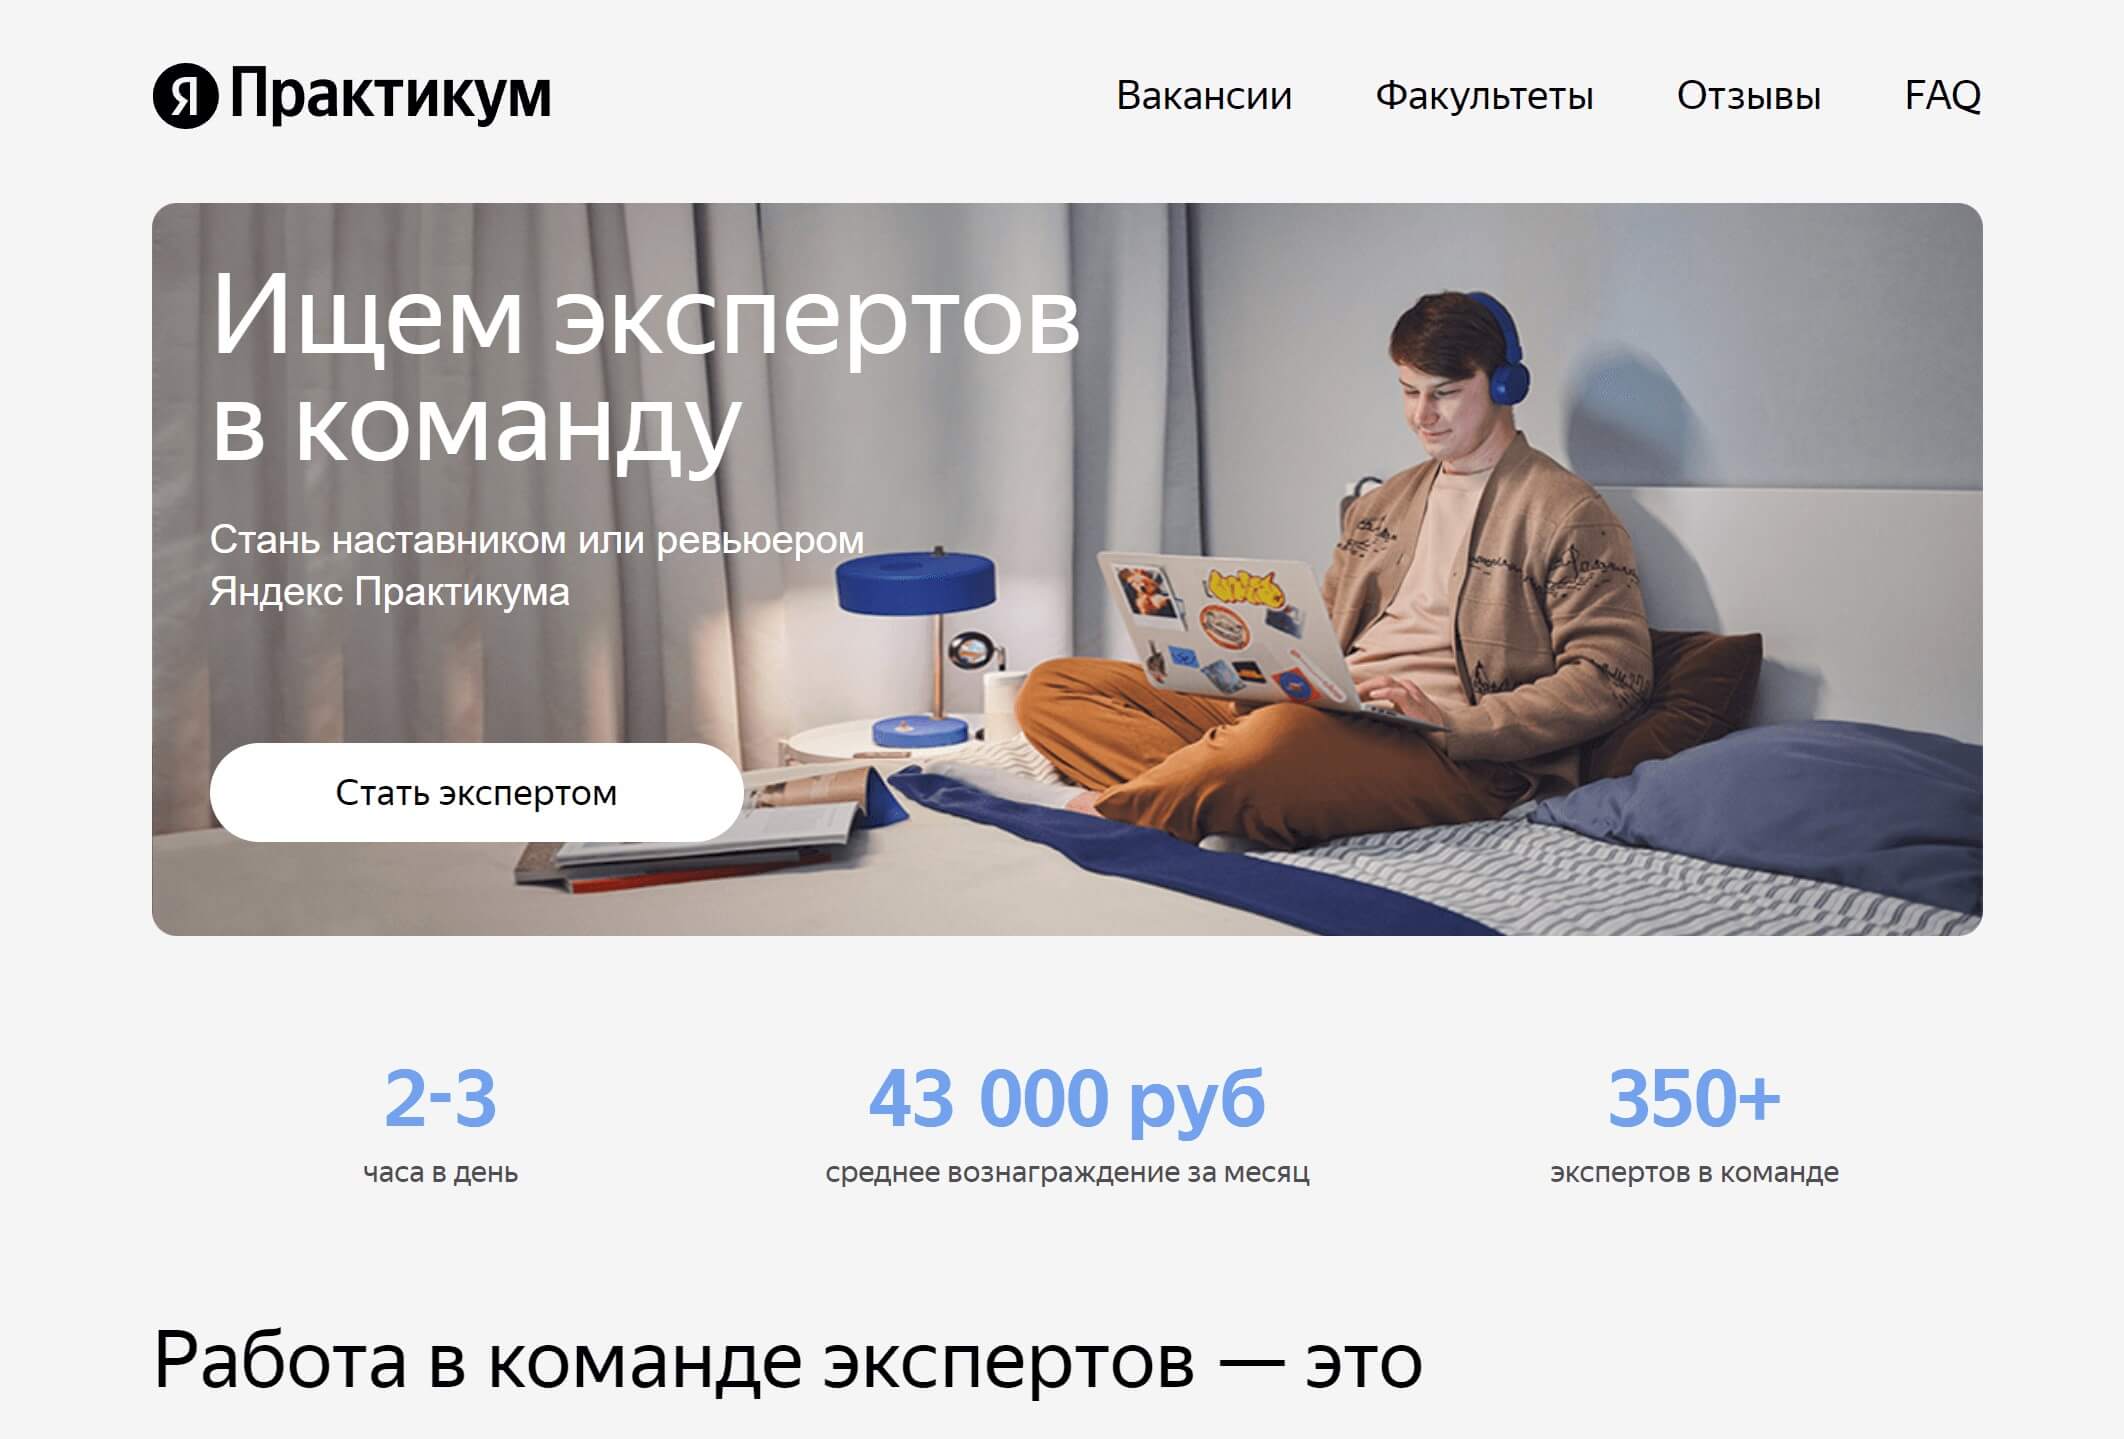 Я Практикум
Вакансии Факультеты Отзывы FAQ
Ищем экспертов
в команду
Стань наставником или ревьюером
Яндекс Практикума
Стать экспертом
2-3
часа в день
43 000 руб
среднее вознаграждение за месяц
350+
экспертов в команде
Работа в команде экспертов — это